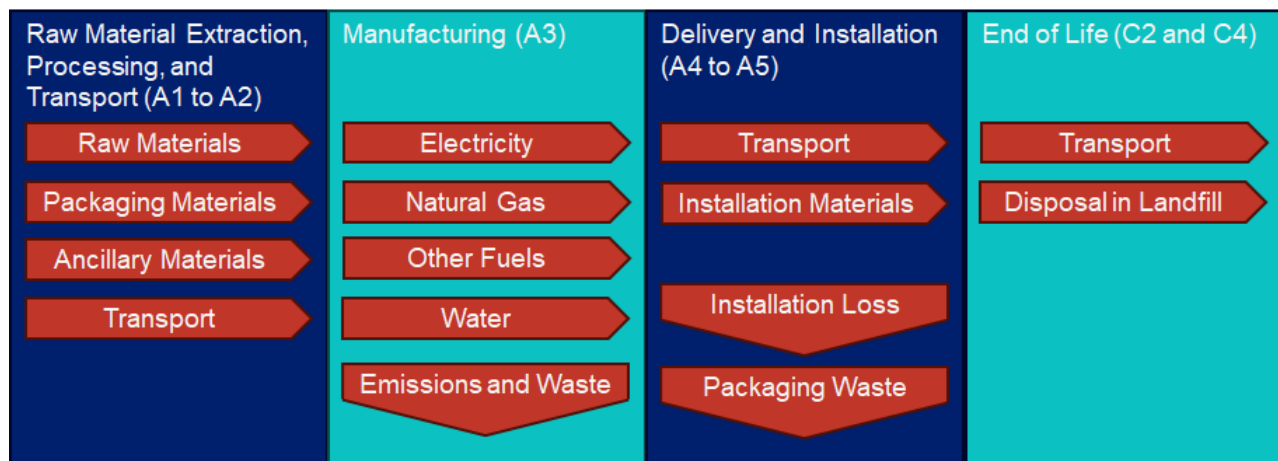 Raw Material Extraction,
Processing, and
Transport (A1 to A2)
Raw Materials
Packaging Materials
Ancillary Materials
Transport
Manufacturing (A3)
Electricity
Natural Gas
Other Fuels
Water
Emissions and Waste
Delivery and Installation
(A4 to A5)
Transport
Installation Materials
Installation Loss
Packaging Waste
End of Life (C2 and C4)
Transport
Disposal in Landfill